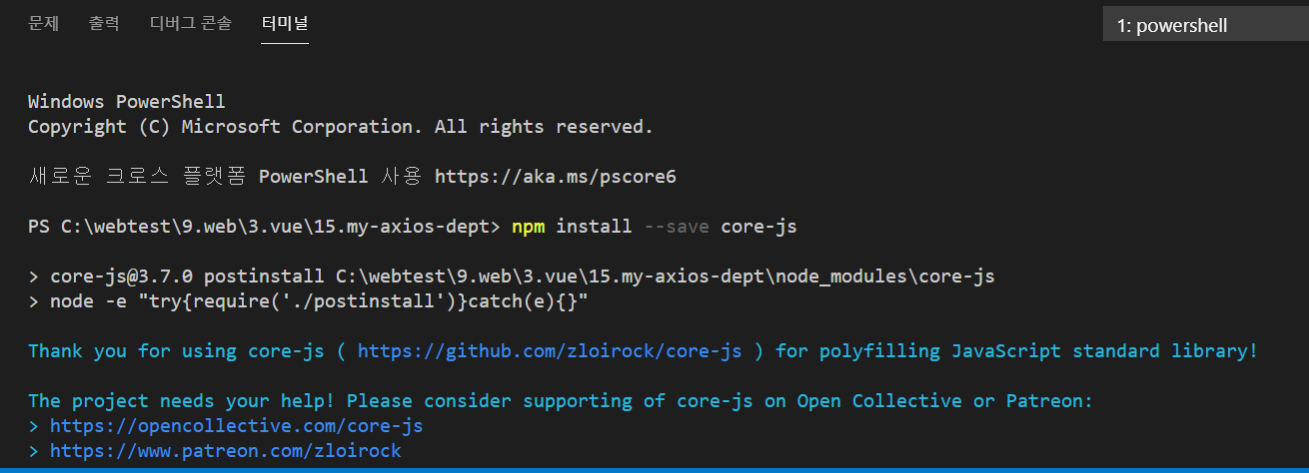 문제 출력 디버그 콘솔 터미널 1: powershell
Windows PowerShell
Copyright (C) Microsoft Corporation. All rights reserved.
새로운 크로스 플랫폼 PowerShell 사용 https://aka.ms/pscore6
PS C:\webtest\9.web\3.vue\15.my-axios-dept> npm install --save core-js
> core-js@3.7.0 postinstall C:\webtest\9.web\3.vue\15.my-axios-dept\node_modules\core-js
> node -e "try{require('./postinstall')}catch(e){}"
Thank you for using core-js ( https://github.com/zloirock/core-js ) for polyfilling JavaScript standard library!
The project needs your help! Please consider supporting of core-js on Open Collective or Patreon:
> https://opencollective.com/core-js
> https://www.patreon.com/zloirock